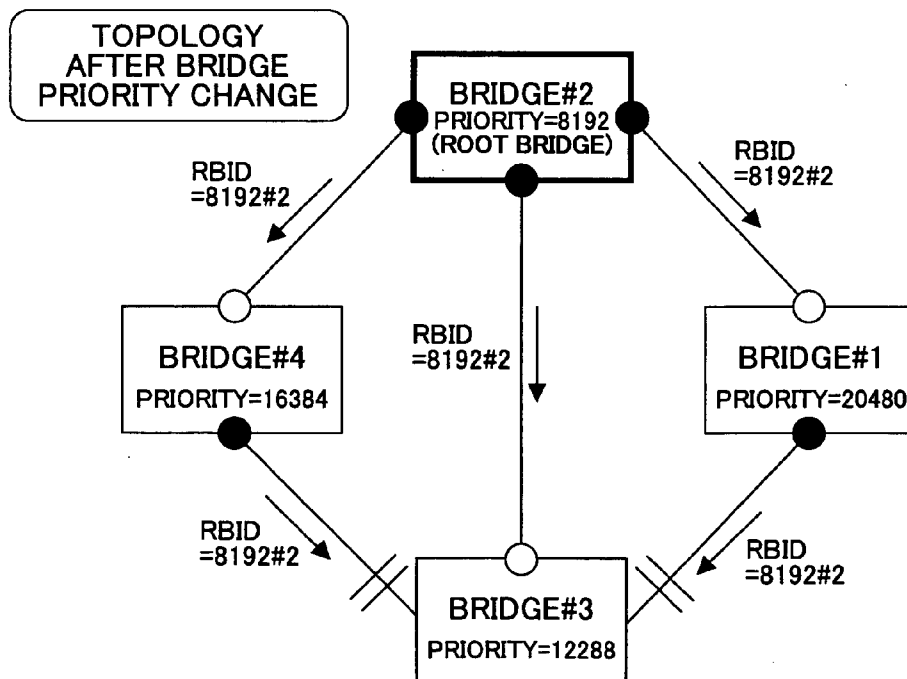 TOPOLOGY
AFTER BRIDGE
PRIORITY CHANGE
BRIDGE#2
PRIORITY=8192
(ROOT BRIDGE)
RBID
=8192#2
RBID
=8192#2
RBID
=8192#2
BRIDGE#4
PRIORITY=16384
BRIDGE#1
PRIORITY=20480
RBID
=8192#2
RBID
=8192#2
BRIDGE#3
PRIORITY=12288